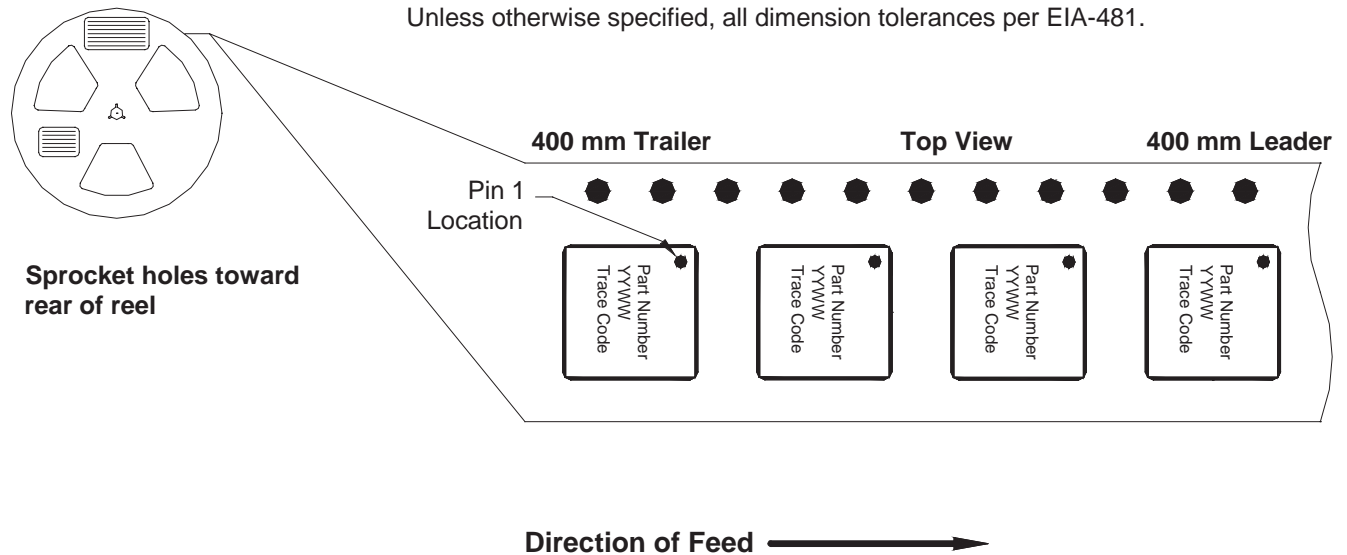 Unless otherwise specified, all dimension tolerances per EIA-481.
400 mm Trailer
Top View
400 mm Leader
Pin 1
Location
Sprocket holes toward
rear of reel
Part Number
YYWW
Trace Code
Part Number
YYWW
Trace Code
Part Number
YYWW
Trace Code
Part Number
YYWW
Trace Code
Direction of Feed